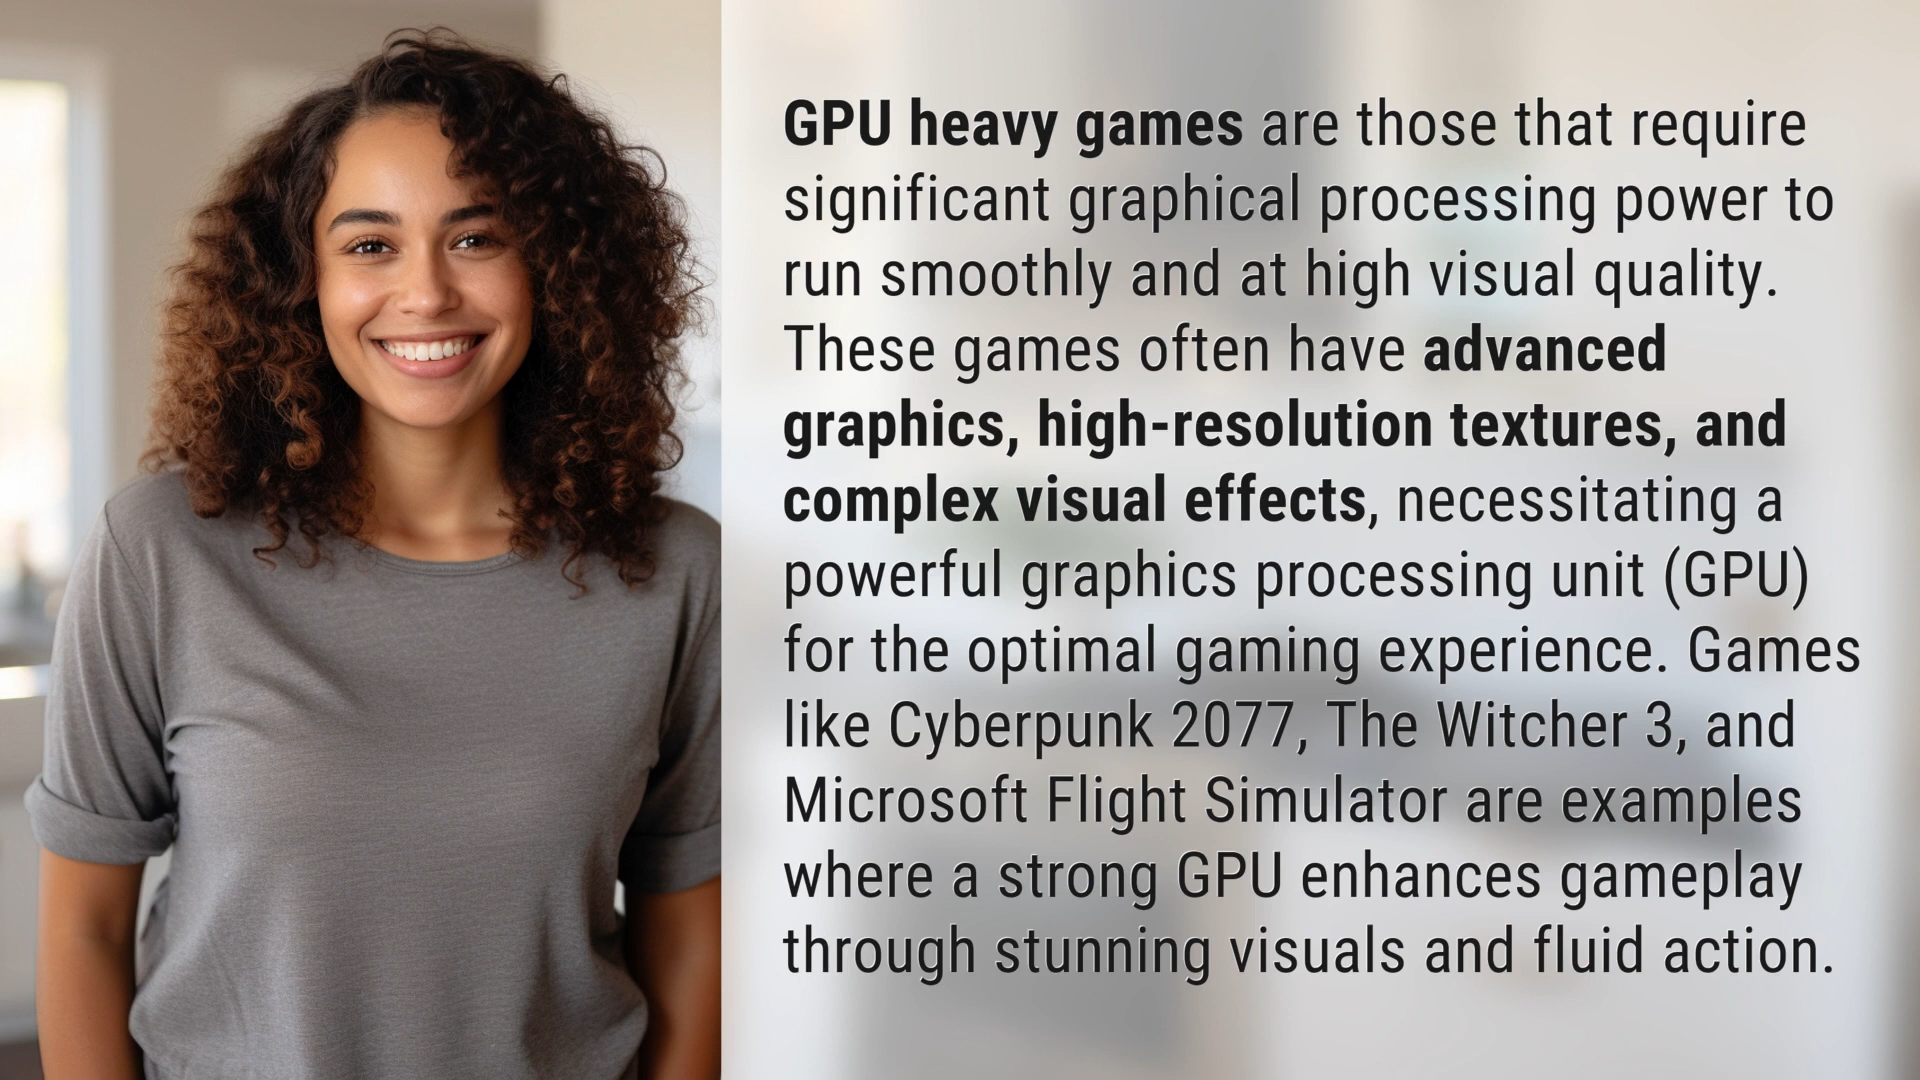 GPU heavy games are those that require
significant graphical processing power to
run smoothly and at high visual quality.
These games often have advanced
graphics, high-resolution textures, and
complex visual effects, necessitating a
powerful graphics processing unit (GPU)
for the optimal gaming experience. Games
like Cyberpunk 2077, The Witcher 3, and
Microsoft Flight Simulator are examples
where a strong GPU enhances gameplay
through stunning visuals and fluid action.